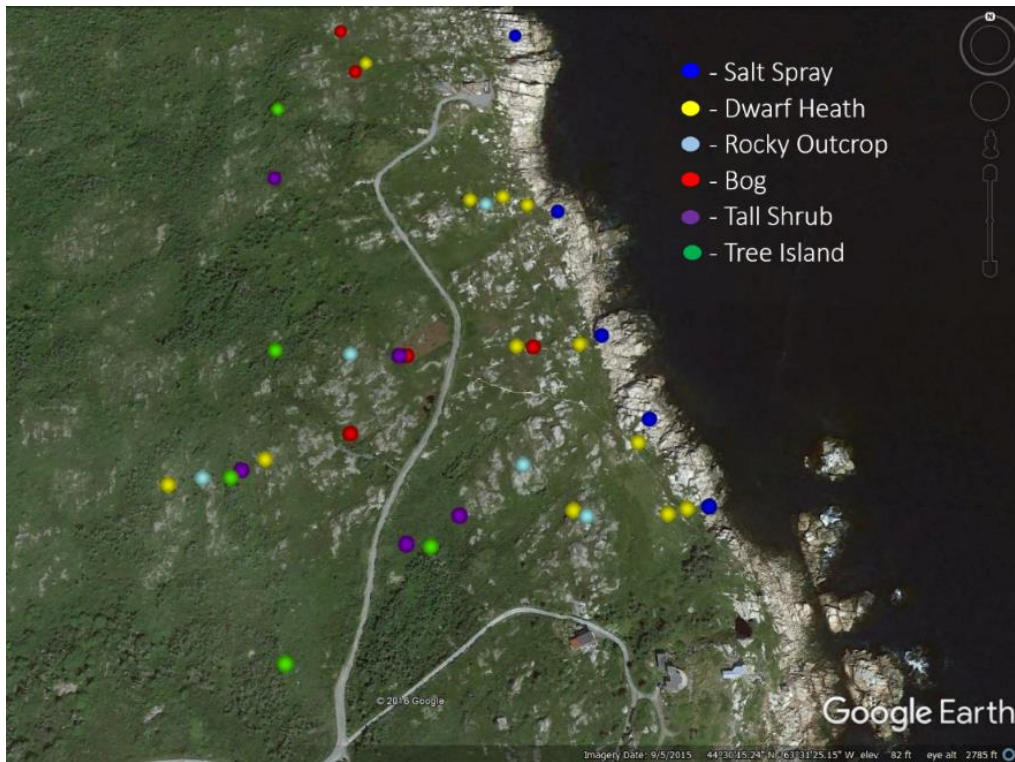 N
- Salt Spray
- Dwarf Heath
- Rocky Outcrop
- Bog
- Tall Shrub
- Tree Island
© 2016 Google
Google Earth
Imagery Date: 9/5/2015 44°30'15.24" N 63°31'25.15" W elev 82 ft eye alt 2785 ft